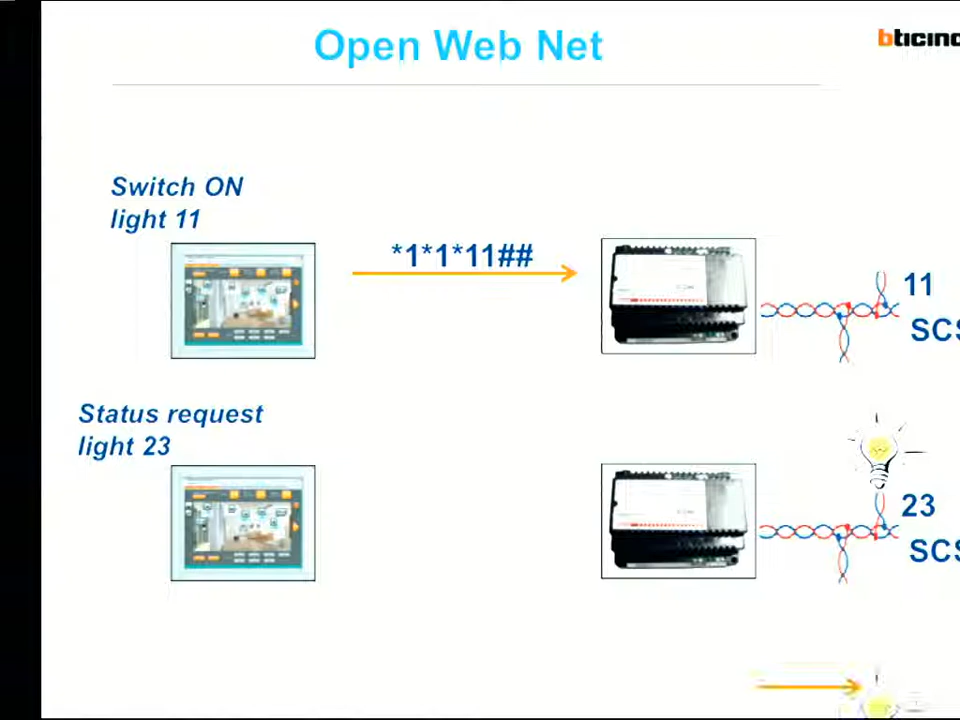 Open Web Net
bticino
Switch ON
light 11
*1*1*11##
11
SCS
Status request
light 23
23
SCS